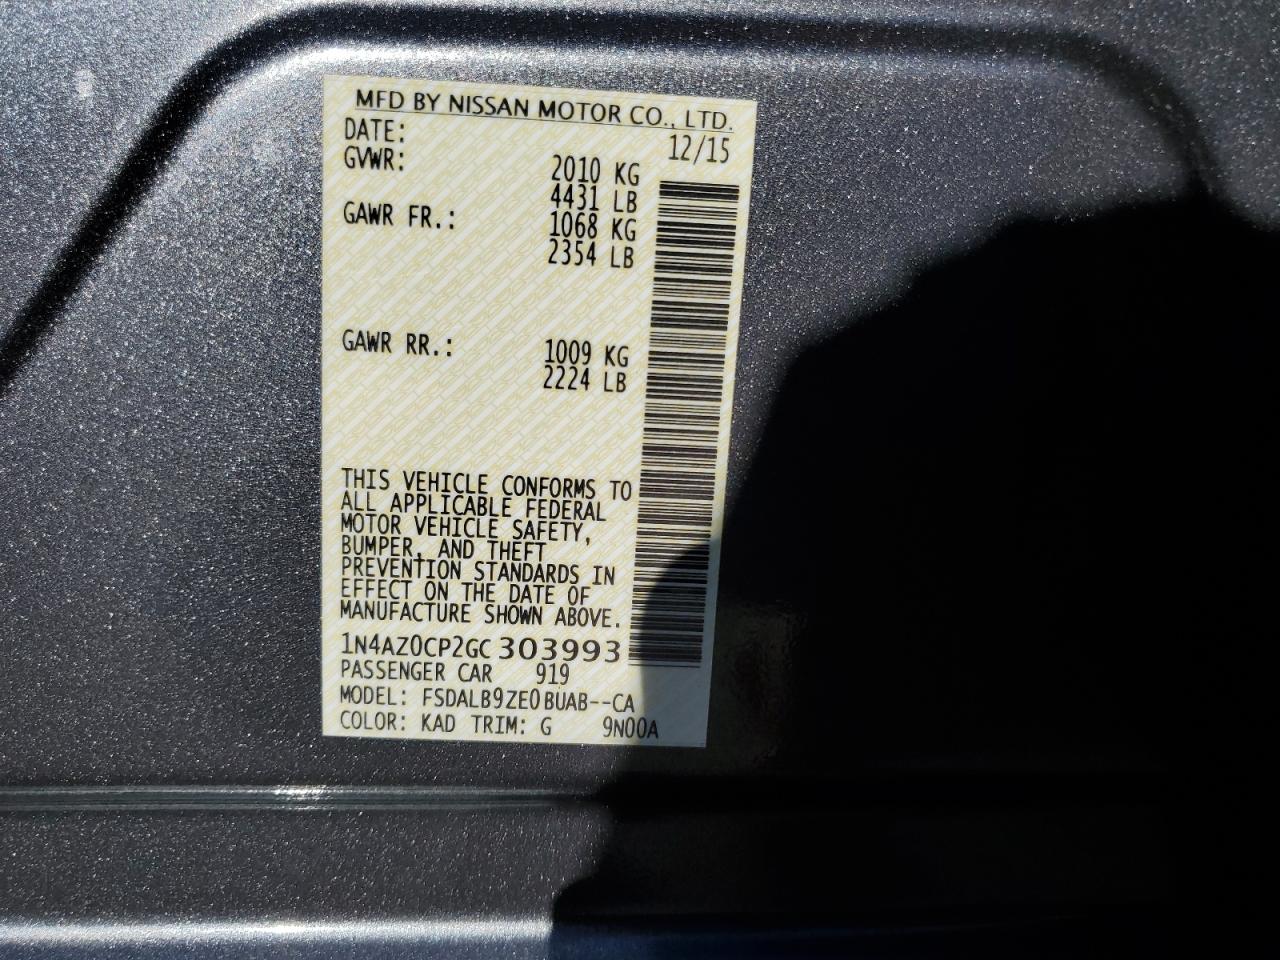 MFD BY NISSAN MOTOR CO., LTD.
DATE: 12/15
GVWR: 2010 KG
4431 LB
GAWR FR.: 1068 KG
2354 LB
GAWR RR.: 1009 KG
2224 LB
THIS VEHICLE CONFORMS TO
ALL APPLICABLE FEDERAL
MOTOR VEHICLE SAFETY,
BUMPER, AND THEFT
PREVENTION STANDARDS IN
EFFECT ON THE DATE OF
MANUFACTURE SHOWN ABOVE.
1N4AZ0CP2GC303993
PASSENGER CAR 919
MODEL: FSDALB9ZE0BUAB--CA
COLOR: KAD TRIM: G 9N00A